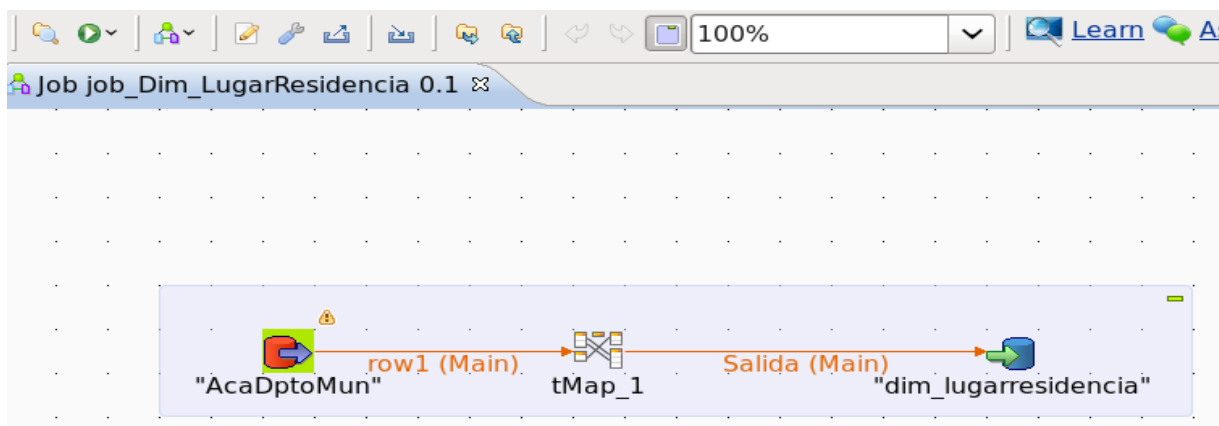 100%
Learn
Job job_Dim_LugarResidencia 0.1
row1 (Main)
Salida (Main)
"AcaDptoMun"
tMap_1
"dim_lugarresidencia"